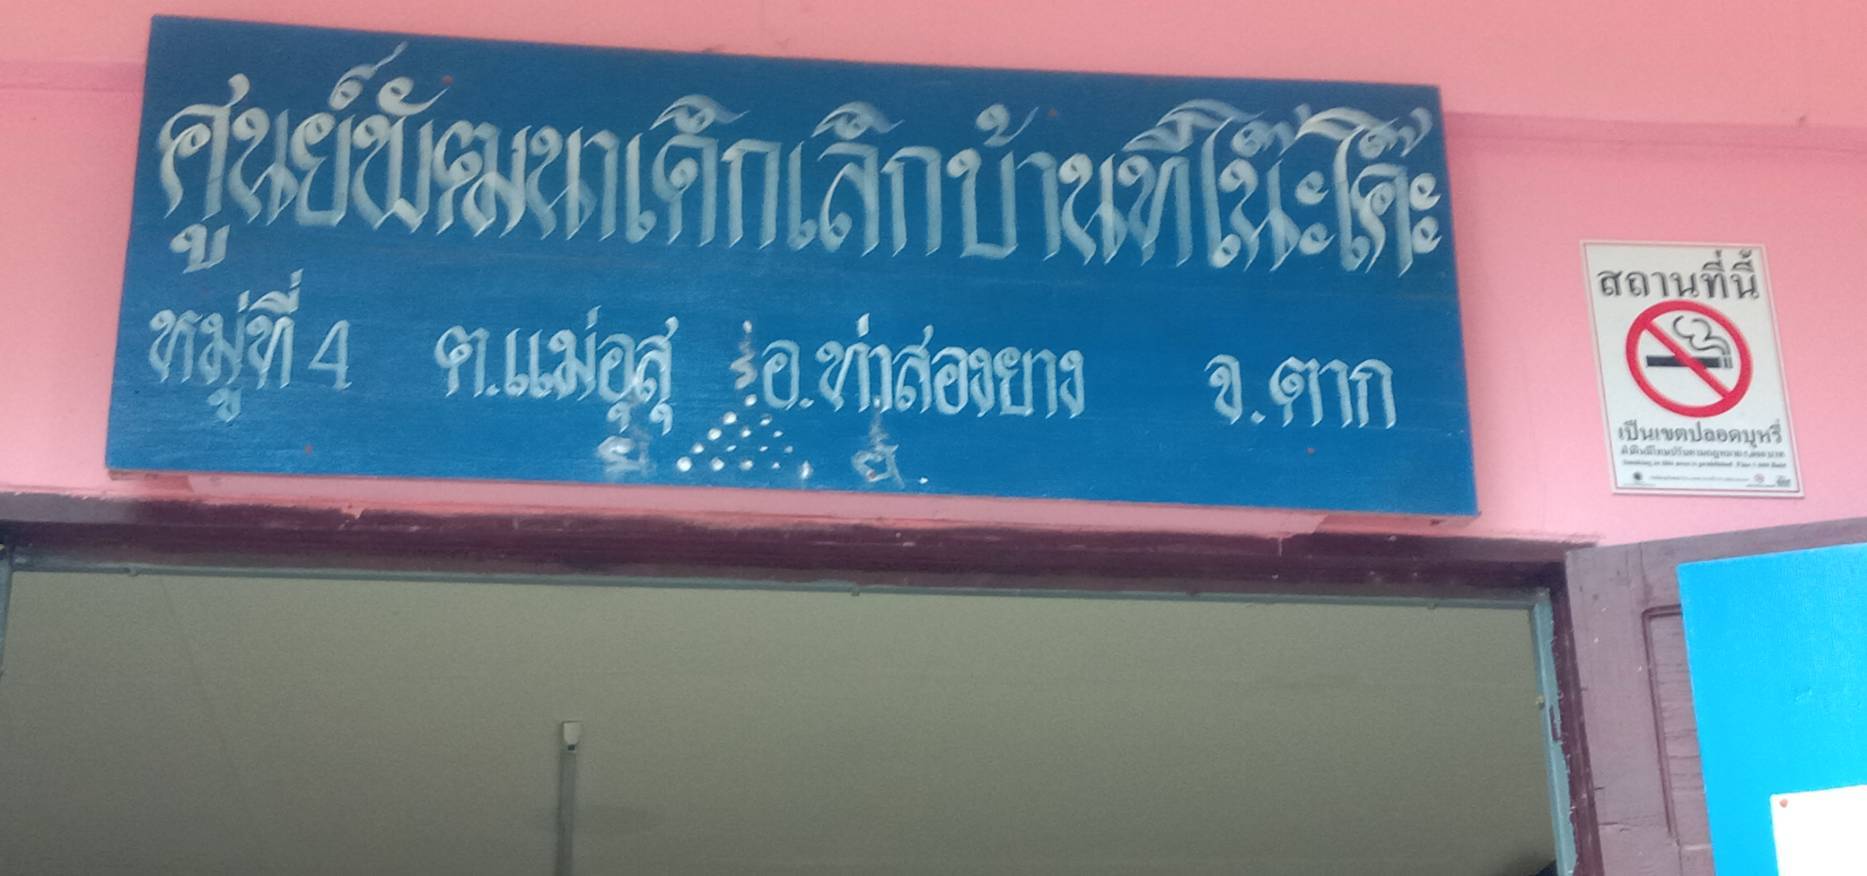 ศูนย์พัฒนาเด็กเล็กบ้านทีโน๊ะโค๊ะ
หมู่ที่ 4 ต.แม่อุสุ อ.ท่าสองยาง จ.ตาก
สถานที่นี้
เป็นเขตปลอดบุหรี่